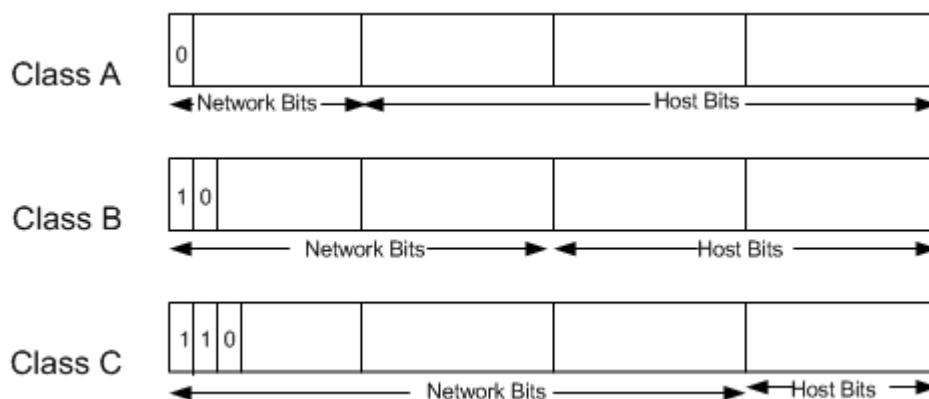 0
Class A
Network Bits
Host Bits
1 0
Class B
Network Bits
Host Bits
1 1 0
Class C
Network Bits
Host Bits